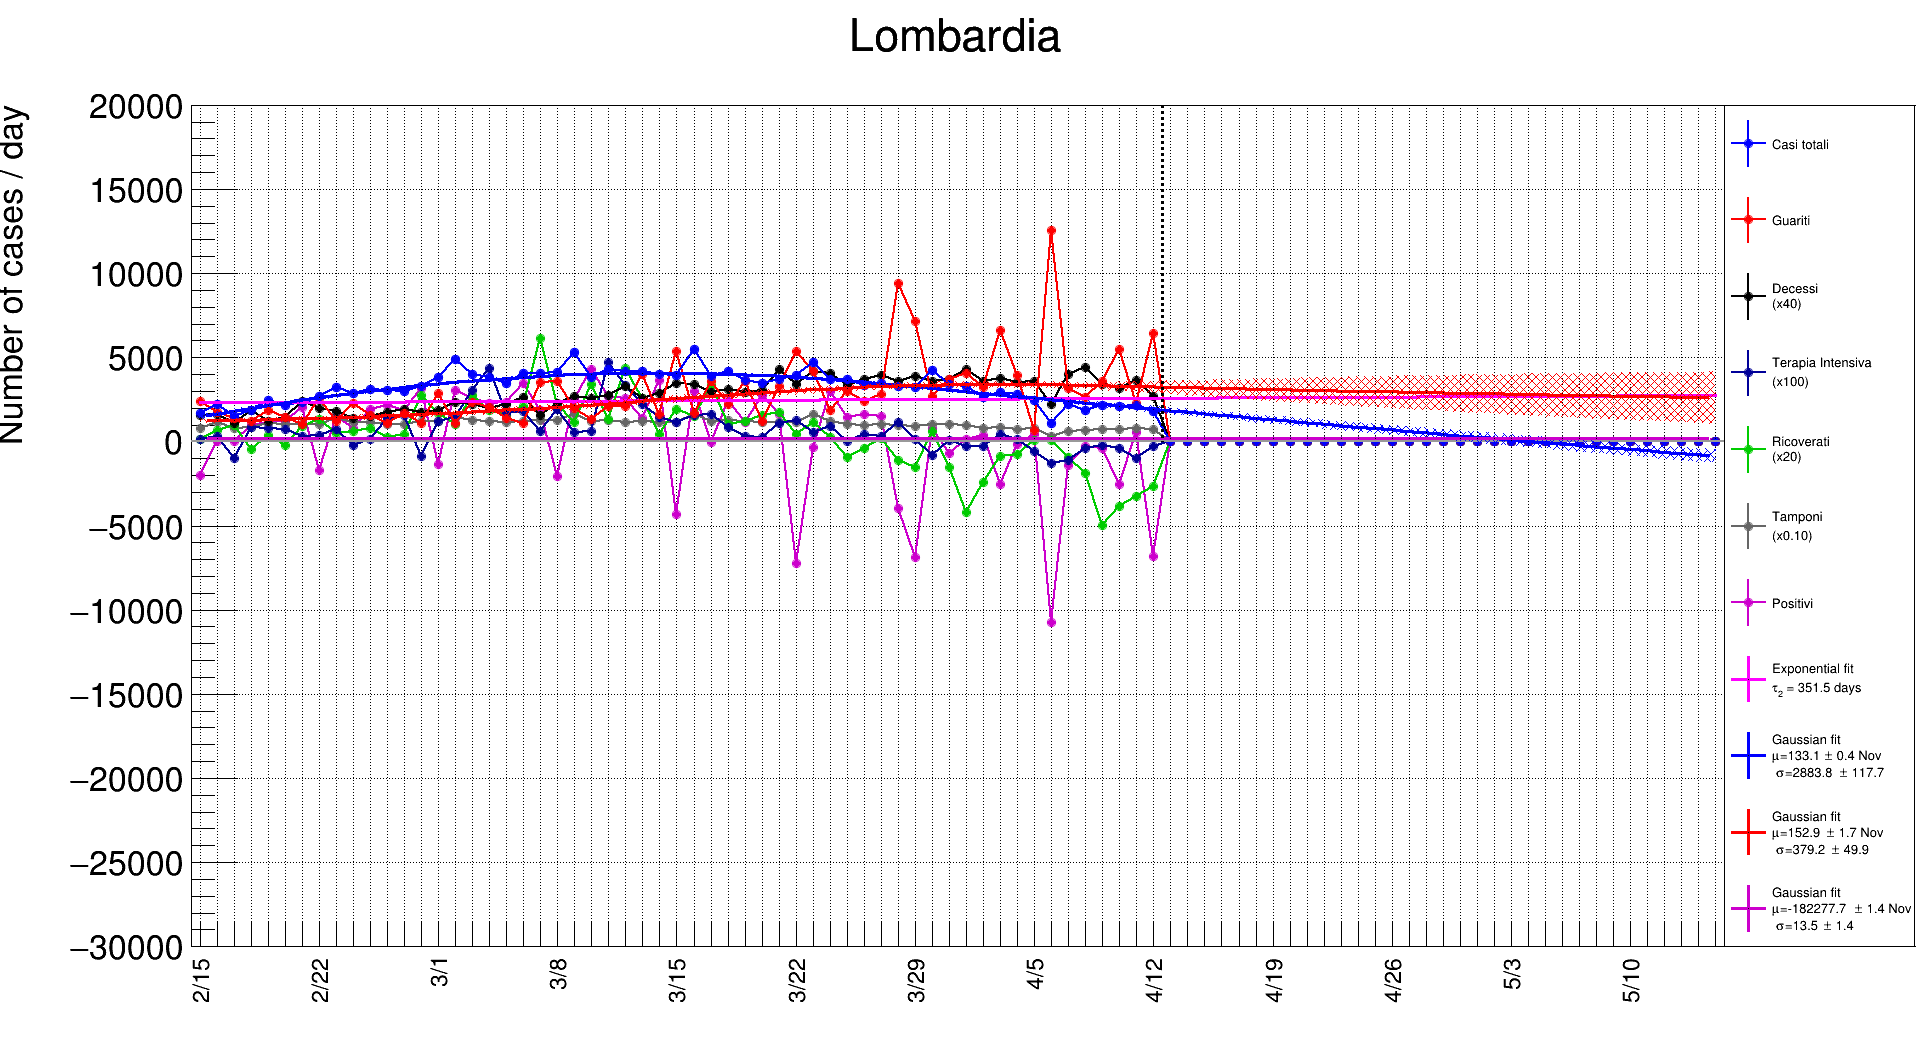 Lombardia
Number of cases / day
20000
15000
10000
5000
0
−5000
−10000
−15000
−20000
−25000
−30000
2/15
2/22
3/1
3/8
3/15
3/22
3/29
4/5
4/12
4/19
4/26
5/3
5/10
Casi totali
Guariti
Decessi
(x40)
Terapia Intensiva
(x100)
Ricoverati
(x20)
Tamponi
(x0.10)
Positivi
Exponential fit
τ2 = 351.5 days
Gaussian fit
μ=133.1 ± 0.4 Nov
σ=2883.8 ± 117.7
Gaussian fit
μ=152.9 ± 1.7 Nov
σ=379.2 ± 49.9
Gaussian fit
μ=-182277.7 ± 1.4 Nov
σ=13.5 ± 1.4